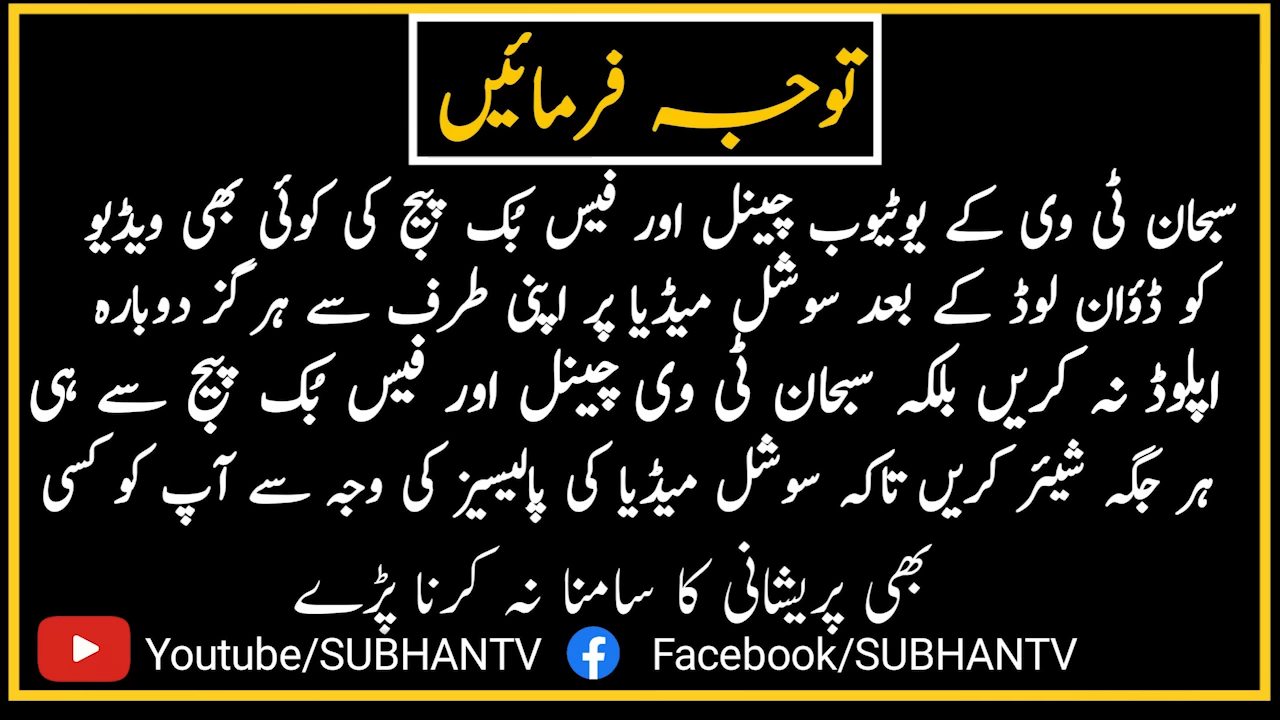 توجہ فرمائیں
سبحان ٹی وی کے یوٹیوب چینل اور فیس بُک پیج کی کوئی بھی ویڈیو
کو ڈؤان لوڈ کے بعد سوشل میڈیا پر اپنی طرف سے ہرگز دوبارہ
اپلوڈ نہ کریں بلکہ سبحان ٹی وی چینل اور فیس بُک پیج سے ہی
ہر جگہ شیئر کریں تاکہ سوشل میڈیا کی پالیسیز کی وجہ سے آپ کو کسی
بھی پریشانی کا سامنا نہ کرنا پڑے
Youtube/SUBHANTV Facebook/SUBHANTV